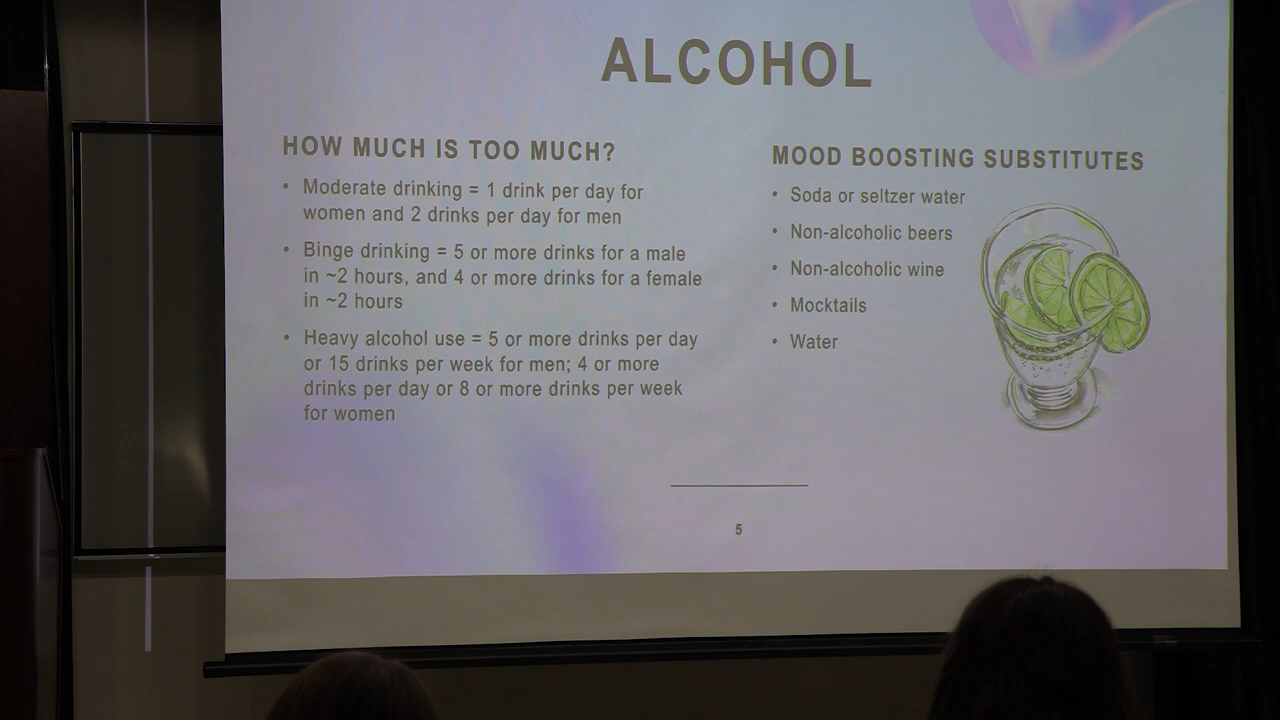 ALCOHOL
HOW MUCH IS TOO MUCH?
• Moderate drinking = 1 drink per day for
women and 2 drinks per day for men
• Binge drinking = 5 or more drinks for a male
in ~2 hours, and 4 or more drinks for a female
in ~2 hours
• Heavy alcohol use = 5 or more drinks per day
or 15 drinks per week for men; 4 or more
drinks per day or 8 or more drinks per week
for women
MOOD BOOSTING SUBSTITUTES
• Soda or seltzer water
• Non-alcoholic beers
• Non-alcoholic wine
• Mocktails
• Water
5